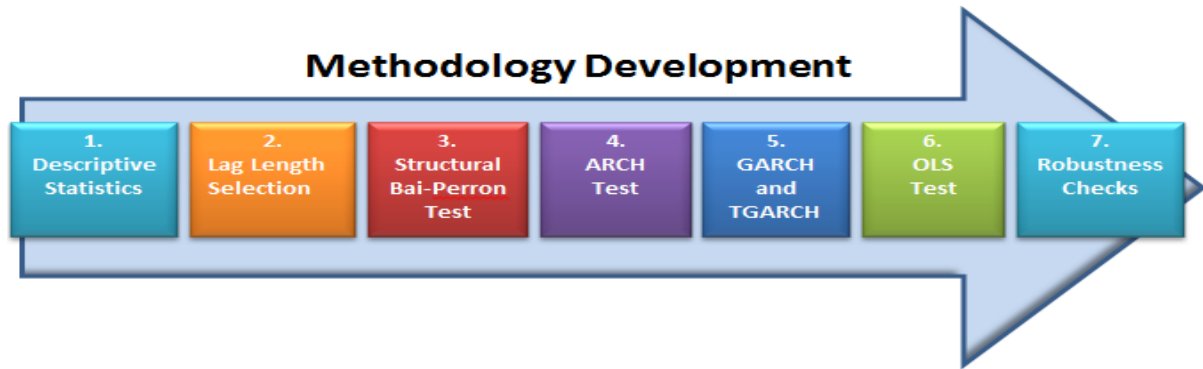 Methodology Development
1.
Descriptive
Statistics
2.
Lag Length
Selection
3.
Structural
Bai-Perron
Test
4.
ARCH
Test
5.
GARCH
and
TGARCH
6.
OLS
Test
7.
Robustness
Checks